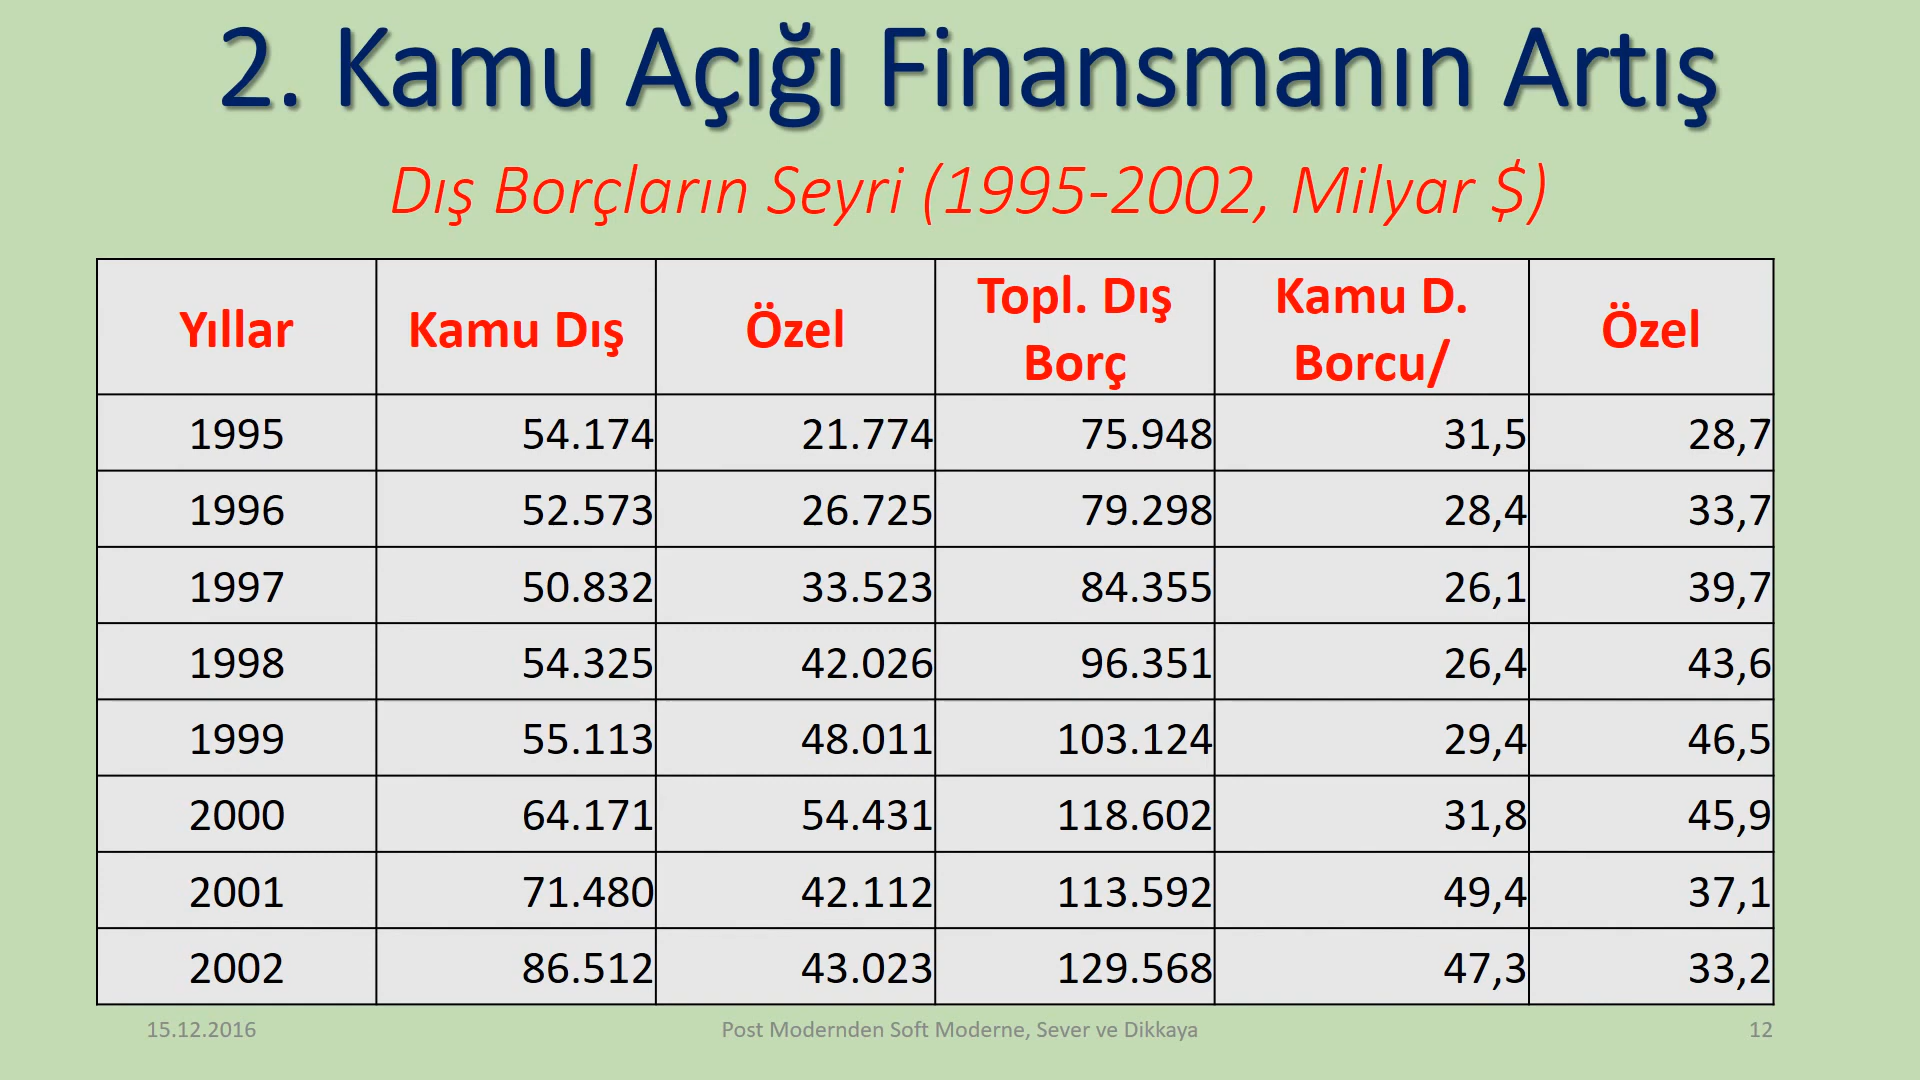 2. Kamu Açığı Finansmanın Artış
Dış Borçların Seyri (1995-2002, Milyar $)
Yıllar Kamu Dış Özel Topl. Dış Borç Kamu D. Borcu/ Özel
1995 54.174 21.774 75.948 31,5 28,7
1996 52.573 26.725 79.298 28,4 33,7
1997 50.832 33.523 84.355 26,1 39,7
1998 54.325 42.026 96.351 26,4 43,6
1999 55.113 48.011 103.124 29,4 46,5
2000 64.171 54.431 118.602 31,8 45,9
2001 71.480 42.112 113.592 49,4 37,1
2002 86.512 43.023 129.568 47,3 33,2
15.12.2016 Post Modernden Soft Moderne, Sever ve Dikkaya 12